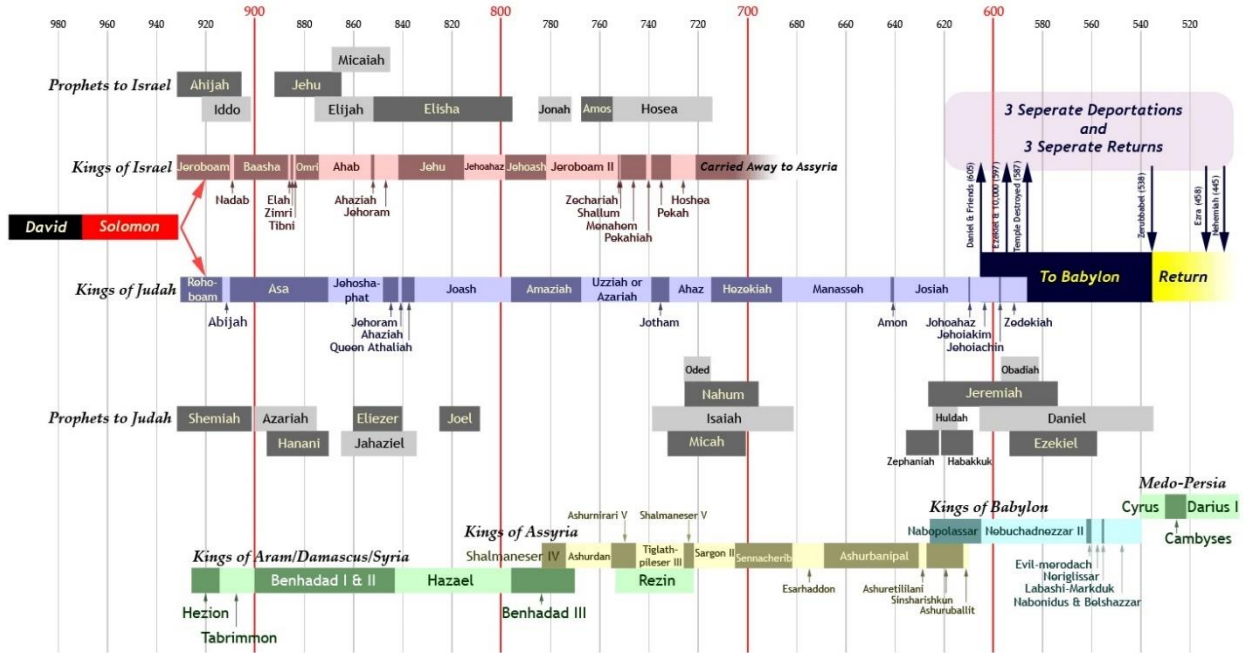 900
800
700
600
980
960
940
920
880
860
840
820
780
760
740
720
680
660
640
620
580
560
540
520
Prophets to Israel
Micaiah
Ahijah
Jehu
Iddo
Elijah
Elisha
Jonah
Amos
Hosea
3 Seperate Deportations
and
3 Seperate Returns
Daniel & Friends (605)
Ezekiel & 10,000 (597)
Temple Destroyed (587)
Zerubbabel (538)
Ezra (458)
Nehemiah (445)
Kings of Israel
Jeroboam
Baasha
Omri
Ahab
Jehu
Jehoahaz
Jehoash
Jeroboam II
Carried Away to Assyria
Nadab
Elah
Zimri
Tibni
Ahaziah
Jehoram
Zechariah
Shallum
Menahem
Pekahiah
Pekah
Hoshea
David
Solomon
To Babylon
Return
Kings of Judah
Reho-
boam
Asa
Jehosha-
phat
Joash
Amaziah
Uzziah or
Azariah
Ahaz
Hezekiah
Manasseh
Josiah
Abijah
Jehoram
Ahaziah
Queen Athaliah
Jotham
Amon
Jehoahaz
Jehoiakim
Jehoiachin
Zedekiah
Prophets to Judah
Oded
Obadiah
Nahum
Jeremiah
Shemiah
Azariah
Eliezer
Joel
Isaiah
Huldah
Daniel
Hanani
Jahaziel
Micah
Ezekiel
Zephaniah
Habakkuk
Medo-Persia
Cyrus
Darius I
Cambyses
Kings of Babylon
Nabopolassar
Nebuchadnezzar II
Evil-morodach
Neriglissar
Labashi-Markduk
Nabonidus & Belshazzar
Kings of Assyria
Ashurnirari V
Shalmaneser V
Shalmaneser IV
Ashurdan
Tiglath-
pileser III
Sargon II
Sennacherib
Ashurbanipal
Esarhaddon
Ashuretililani
Sinsharishkun
Ashuruballit
Kings of Aram/Damascus/Syria
Benhadad I & II
Hazael
Rezin
Hezion
Tabrimmon
Benhadad III